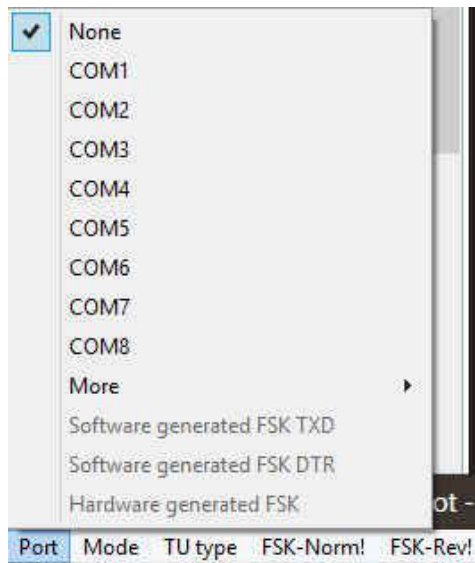 None
COM1
COM2
COM3
COM4
COM5
COM6
COM7
COM8
More
Software generated FSK TXD
Software generated FSK DTR
Hardware generated FSK
ot -
Port Mode TU type FSK-Norm! FSK-Rev!